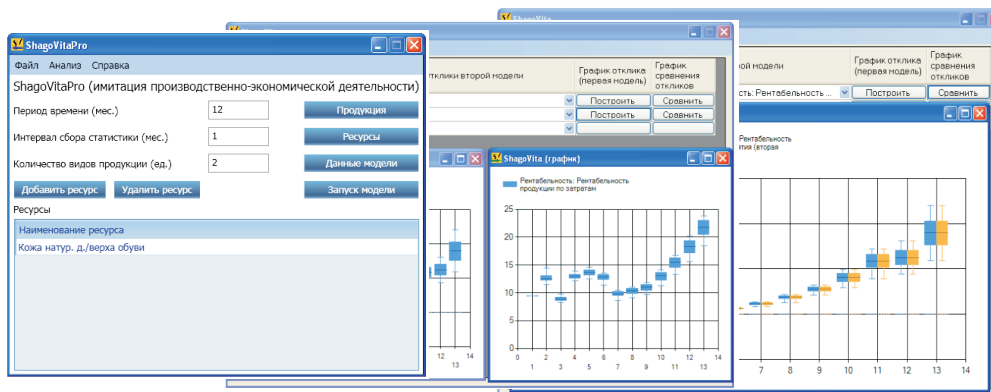 ShagoVitaPro
Файл Анализ Справка
ShagoVitaPro (имитация производственно-экономической деятельности)
Период времени (мес.) 12 Продукция
Интервал сбора статистики (мес.) 1 Ресурсы
Количество видов продукции (ед.) 2 Данные модели
Добавить ресурс Удалить ресурс Запуск модели
Ресурсы
Наименование ресурса
Кожа натур. д./верха обуви
тклики второй модели
График отклика
(первая модель)
График
сравнения
откликов
Построить Сравнить
Построить Сравнить
12 14
13
ShagoVita (график)
Рентабельность: Рентабельность
продукции по затратам
25
20
15
10
5
0
0 2 4 6 8 10 12 14
1 3 5 7 9 11 13
ShagoVita
рой модели
График отклика
(первая модель)
График
сравнения
откликов
сть: Рентабельность ... Построить Сравнить
Рентабельность
тия (вторая
7 8 9 10 11 12 13 14